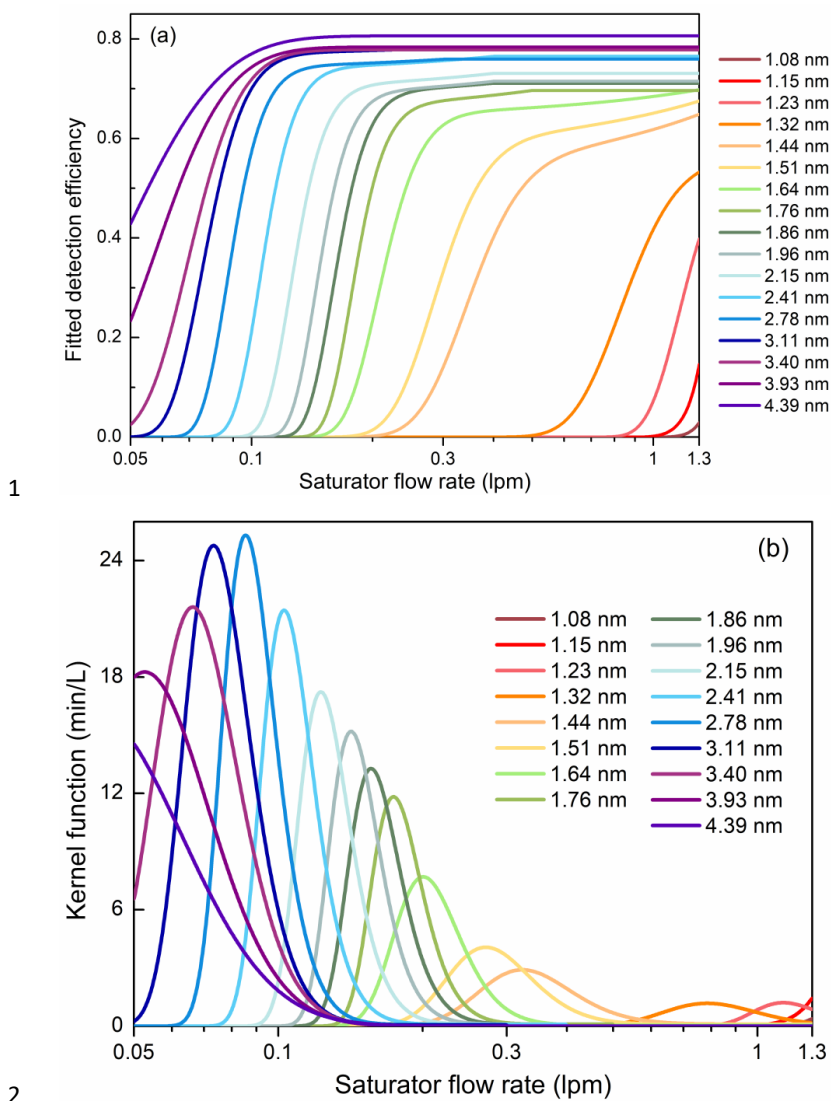 (a)
0.8
0.6
0.4
0.2
0.0
Fitted detection efficiency
0.05
0.1
0.3
1
1.3
Saturator flow rate (lpm)
1.08 nm
1.15 nm
1.23 nm
1.32 nm
1.44 nm
1.51 nm
1.64 nm
1.76 nm
1.86 nm
1.96 nm
2.15 nm
2.41 nm
2.78 nm
3.11 nm
3.40 nm
3.93 nm
4.39 nm
1
(b)
24
18
12
6
0
Kernel function (min/L)
1.08 nm
1.15 nm
1.23 nm
1.32 nm
1.44 nm
1.51 nm
1.64 nm
1.76 nm
1.86 nm
1.96 nm
2.15 nm
2.41 nm
2.78 nm
3.11 nm
3.40 nm
3.93 nm
4.39 nm
0.05
0.1
0.3
1
1.3
Saturator flow rate (lpm)
2